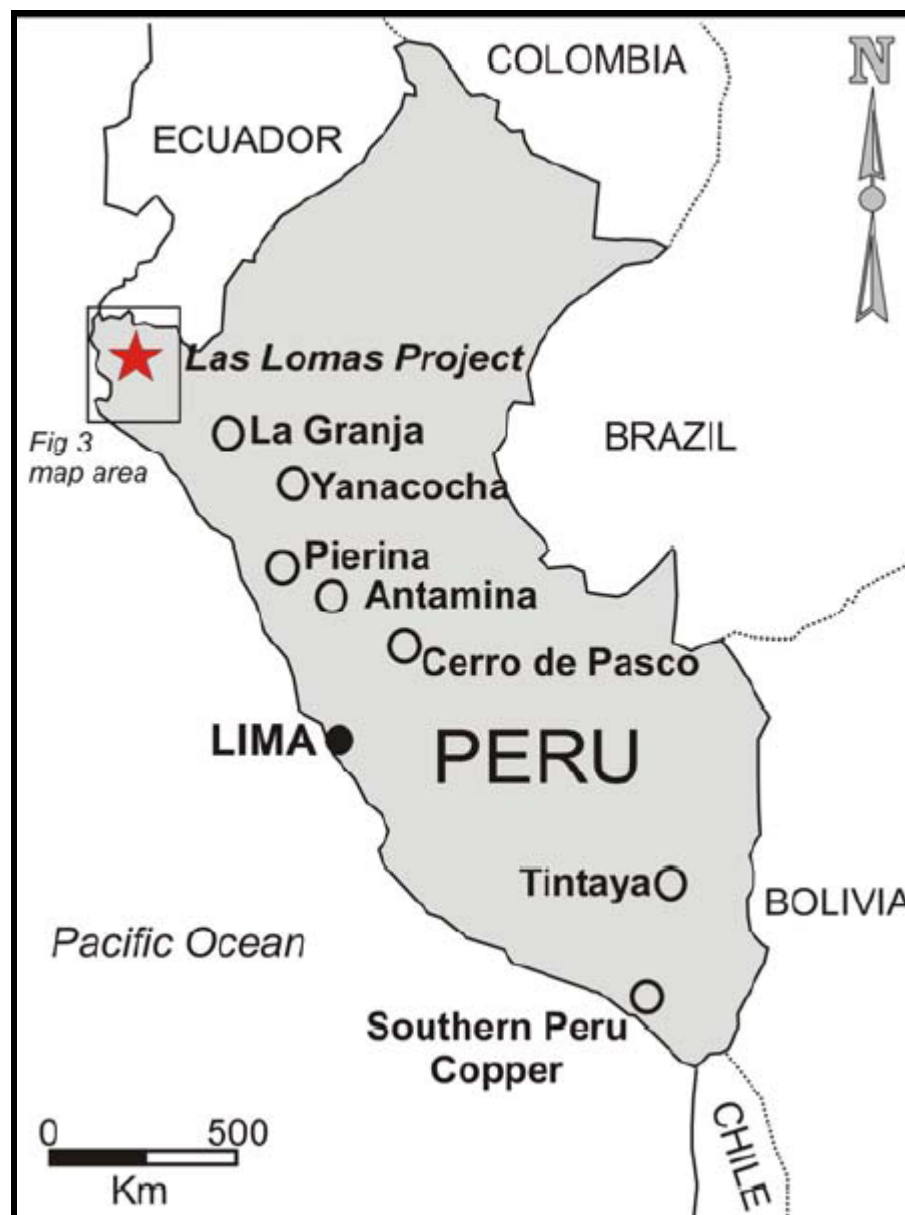 COLOMBIA
N
ECUADOR
Las Lomas Project
Fig 3
map area
La Granja
BRAZIL
Yanacocha
Pierina
Antamina
Cerro de Pasco
LIMA
PERU
Tintaya
BOLIVIA
Pacific Ocean
Southern Peru
Copper
0 500
Km
CHILE